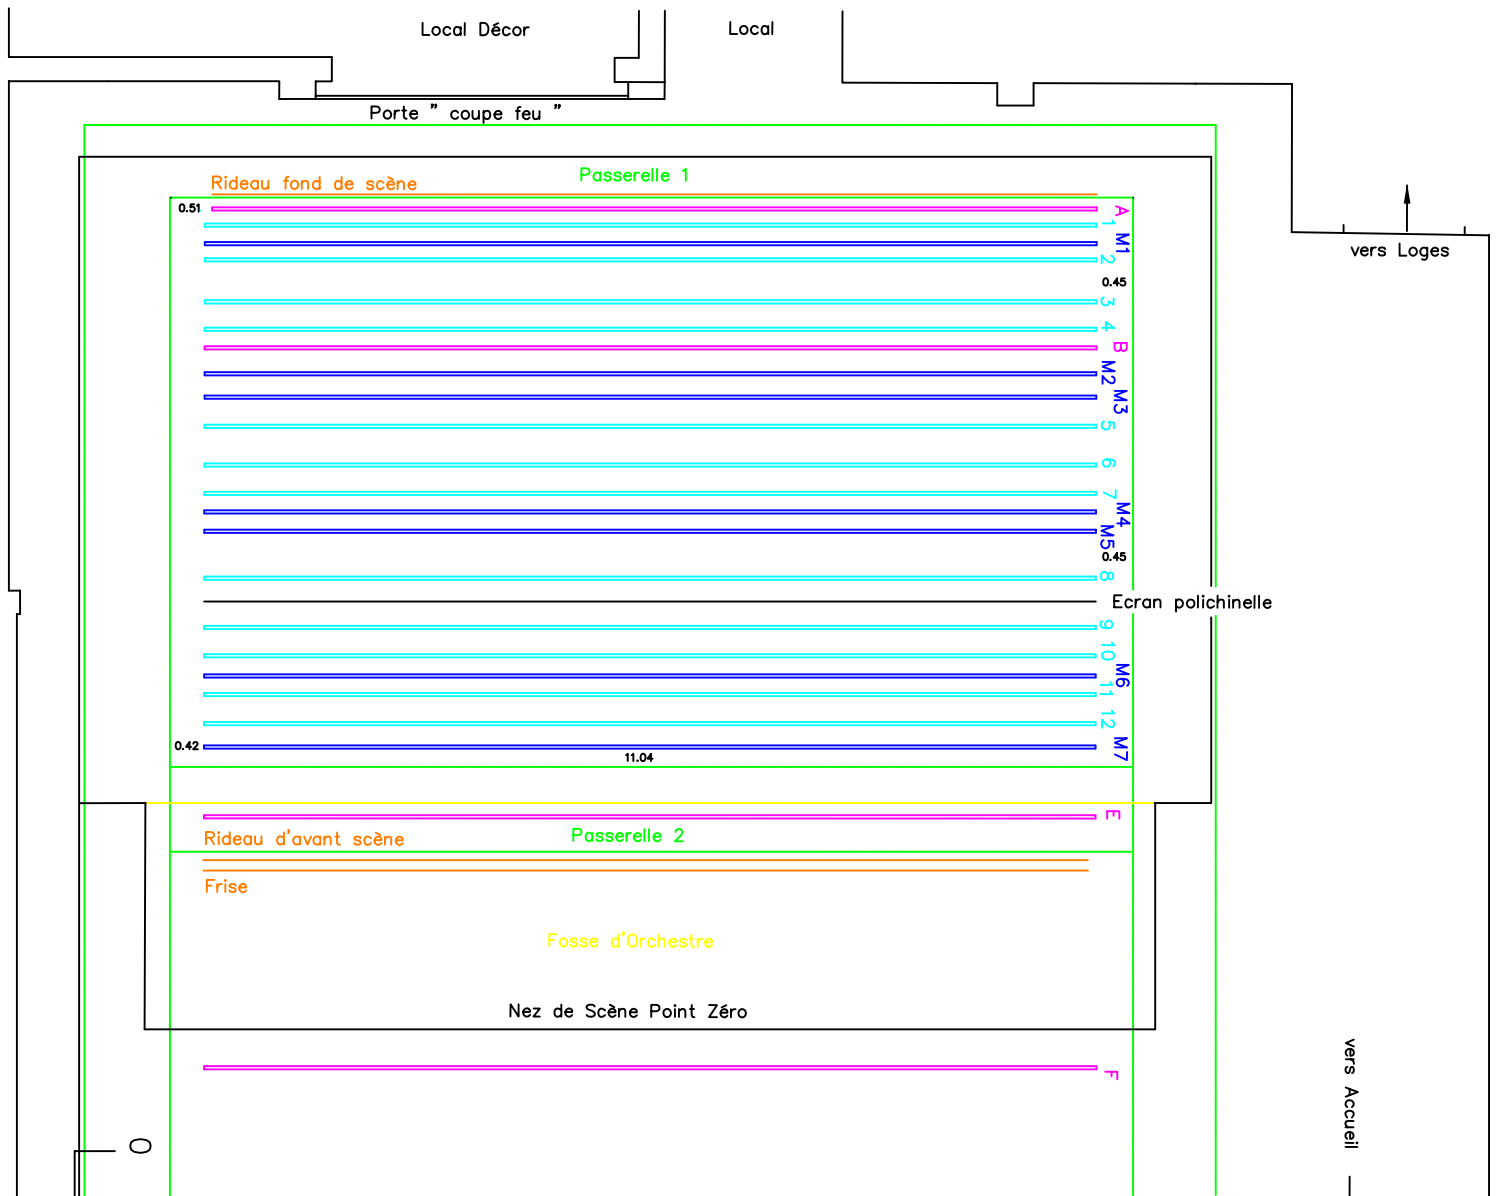 Local Décor
Local
Porte " coupe feu "
Passerelle 1
Rideau fond de scène
0.51
A
1
M1
vers Loges
2
0.45
3
4
B
M2
M3
5
6
7
M4
M5
0.45
8
Ecran polichinelle
9
10
M6
11
12
M7
0.42
11.04
E
Rideau d'avant scène
Passerelle 2
Frise
Fosse d'Orchestre
Nez de Scène Point Zéro
vers Accueil
F
0